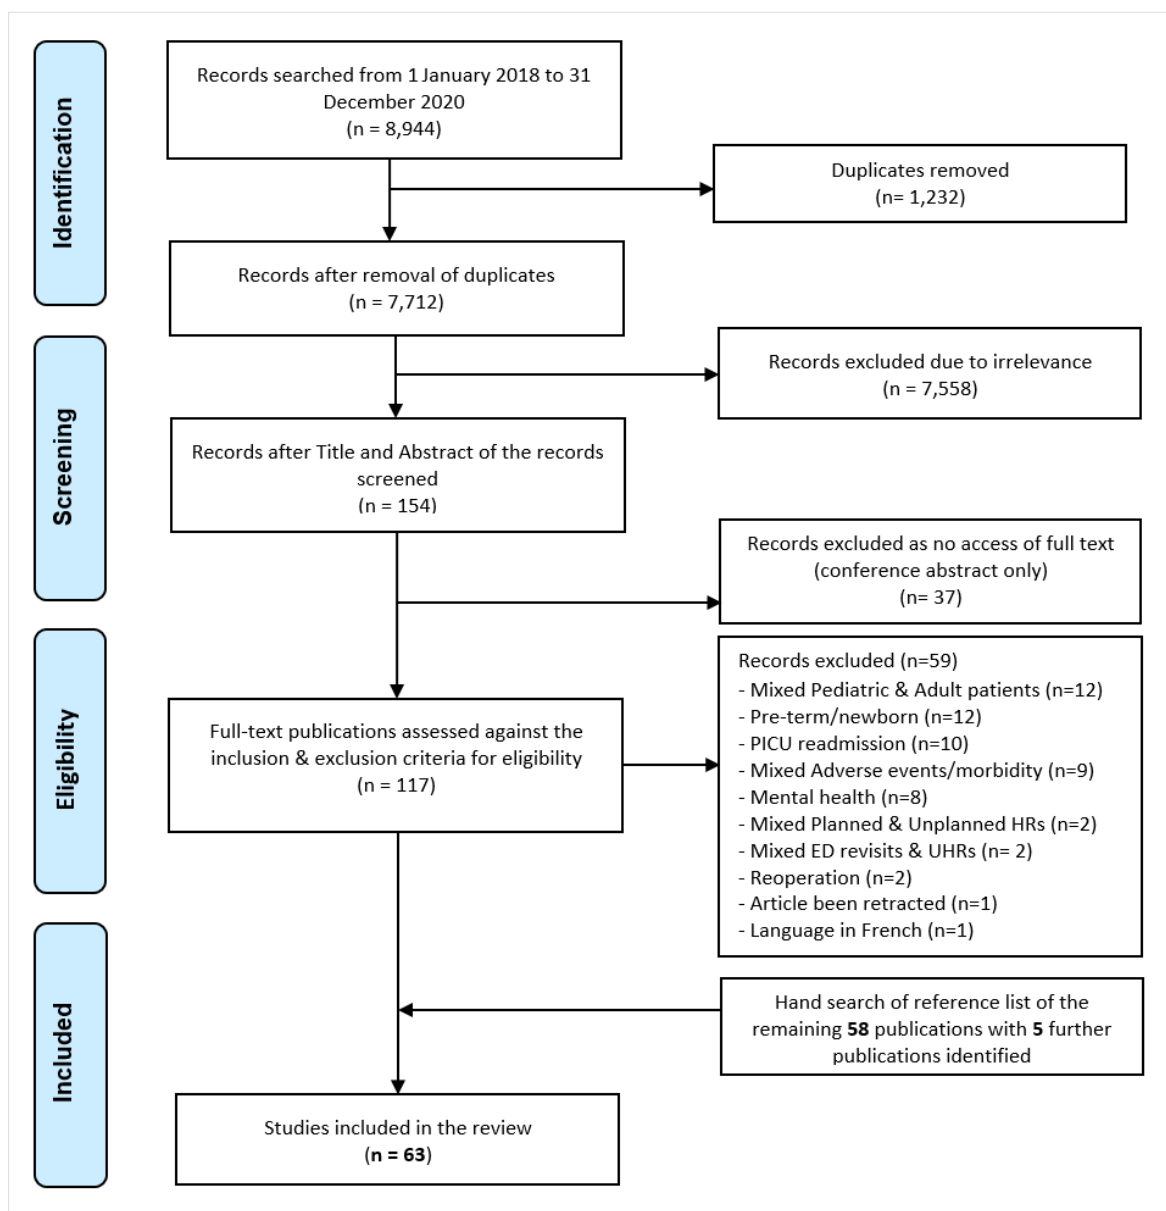 Identification
Records searched from 1 January 2018 to 31
December 2020
(n = 8,944)
Duplicates removed
(n= 1,232)
Records after removal of duplicates
(n = 7,712)
Screening
Records excluded due to irrelevance
(n = 7,558)
Records after Title and Abstract of the records
screened
(n = 154)
Records excluded as no access of full text
(conference abstract only)
(n= 37)
Eligibility
Full-text publications assessed against the
inclusion & exclusion criteria for eligibility
(n = 117)
Records excluded (n=59)
- Mixed Pediatric & Adult patients (n=12)
- Pre-term/newborn (n=12)
- PICU readmission (n=10)
- Mixed Adverse events/morbidity (n=9)
- Mental health (n=8)
- Mixed Planned & Unplanned HRs (n=2)
- Mixed ED revisits & UHRs (n= 2)
- Reoperation (n=2)
- Article been retracted (n=1)
- Language in French (n=1)
Included
Hand search of reference list of the
remaining 58 publications with 5 further
publications identified
Studies included in the review
(n = 63)